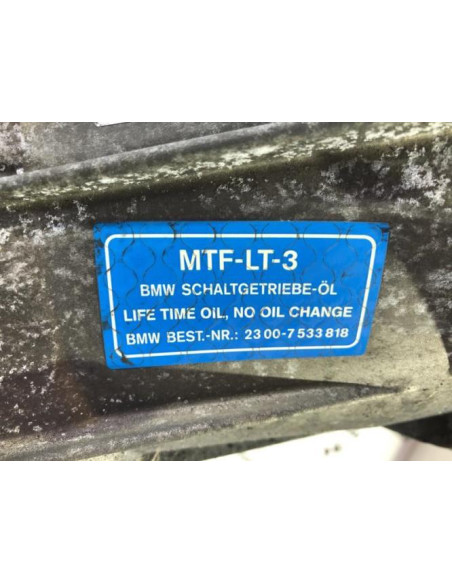 MTF-LT-3
BMW SCHALTGETRIEBE-ÖL
LIFE TIME OIL, NO OIL CHANGE
BMW BEST.-NR.: 23 00-7 533 818